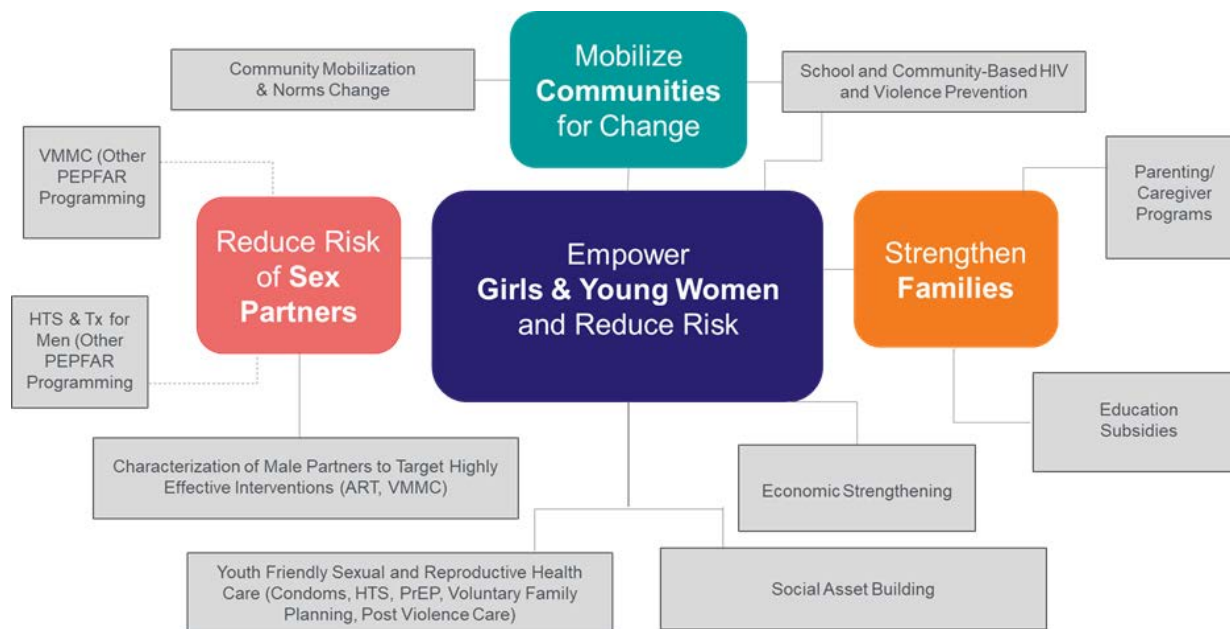 Mobilize
Communities
for Change
Community Mobilization
& Norms Change
School and Community-Based HIV
and Violence Prevention
VMMC (Other
PEPFAR
Programming
Parenting/
Caregiver
Programs
Reduce Risk
of Sex
Partners
Empower
Girls & Young Women
and Reduce Risk
Strengthen
Families
HTS & Tx for
Men (Other
PEPFAR
Programming
Education
Subsidies
Characterization of Male Partners to Target Highly
Effective Interventions (ART, VMMC)
Economic Strengthening
Youth Friendly Sexual and Reproductive Health
Care (Condoms, HTS, PrEP, Voluntary Family
Planning, Post Violence Care)
Social Asset Building